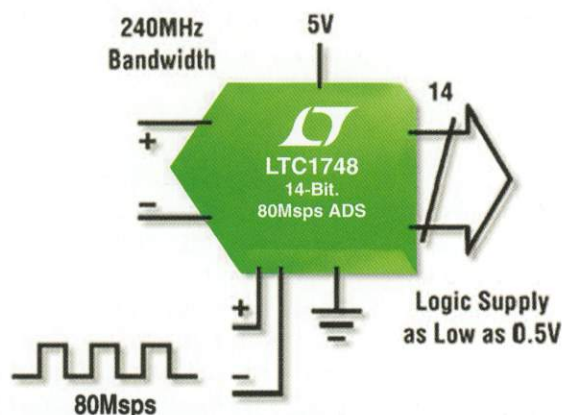 240MHz
Bandwidth
5V
14
+
−
LTC1748
14-Bit.
80Msps ADS
+
−
80Msps
Logic Supply
as Low as 0.5V